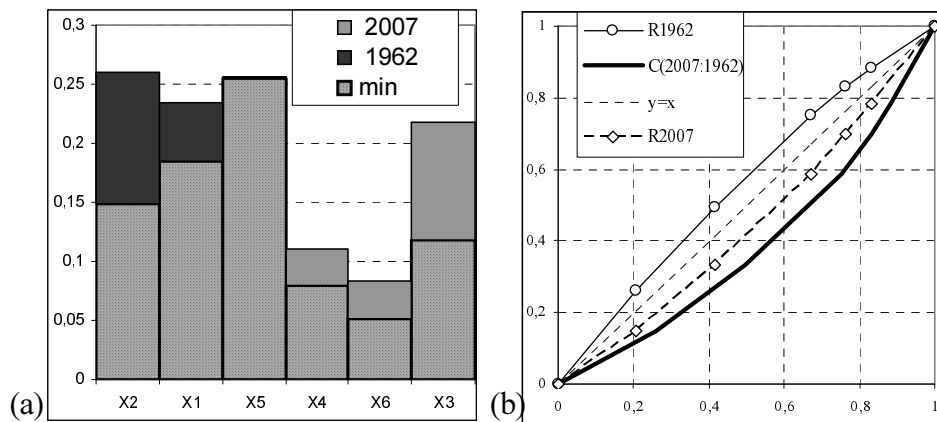 0,3
0,25
0,2
0,15
0,1
0,05
0
2007
1962
min
X2 X1 X5 X4 X6 X3
(a)
1
0,8
0,6
0,4
0,2
0
R1962
C(2007:1962)
y=x
R2007
0 0,2 0,4 0,6 0,8 1
(b)